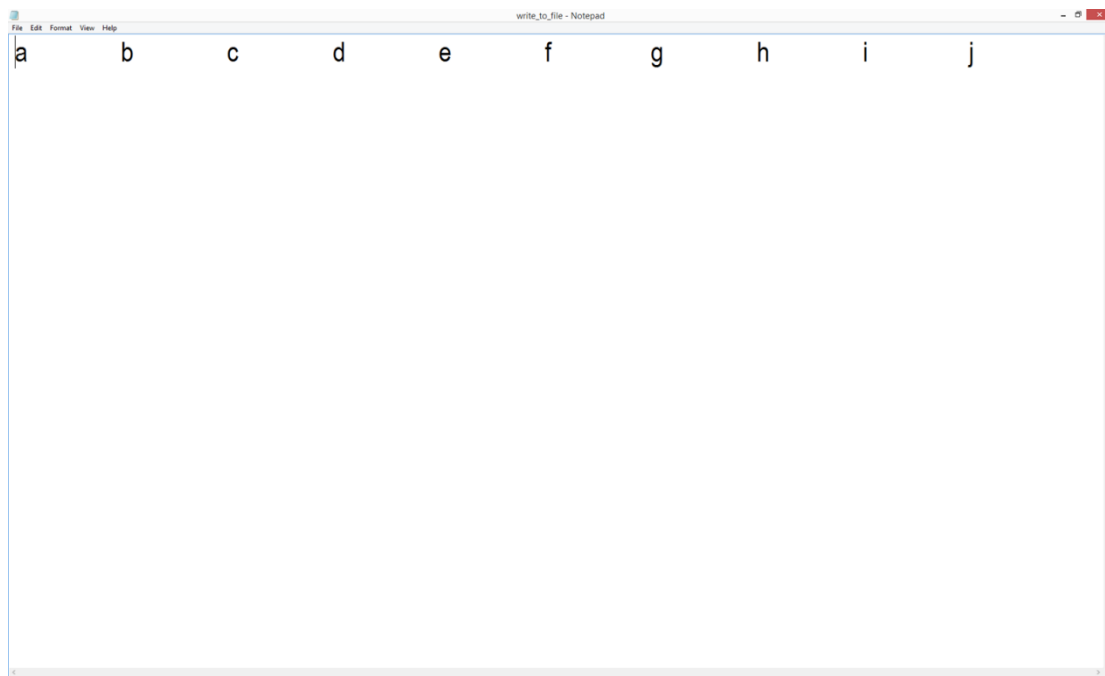 write_to_file - Notepad
File Edit Format View Help
a b c d e f g h i j